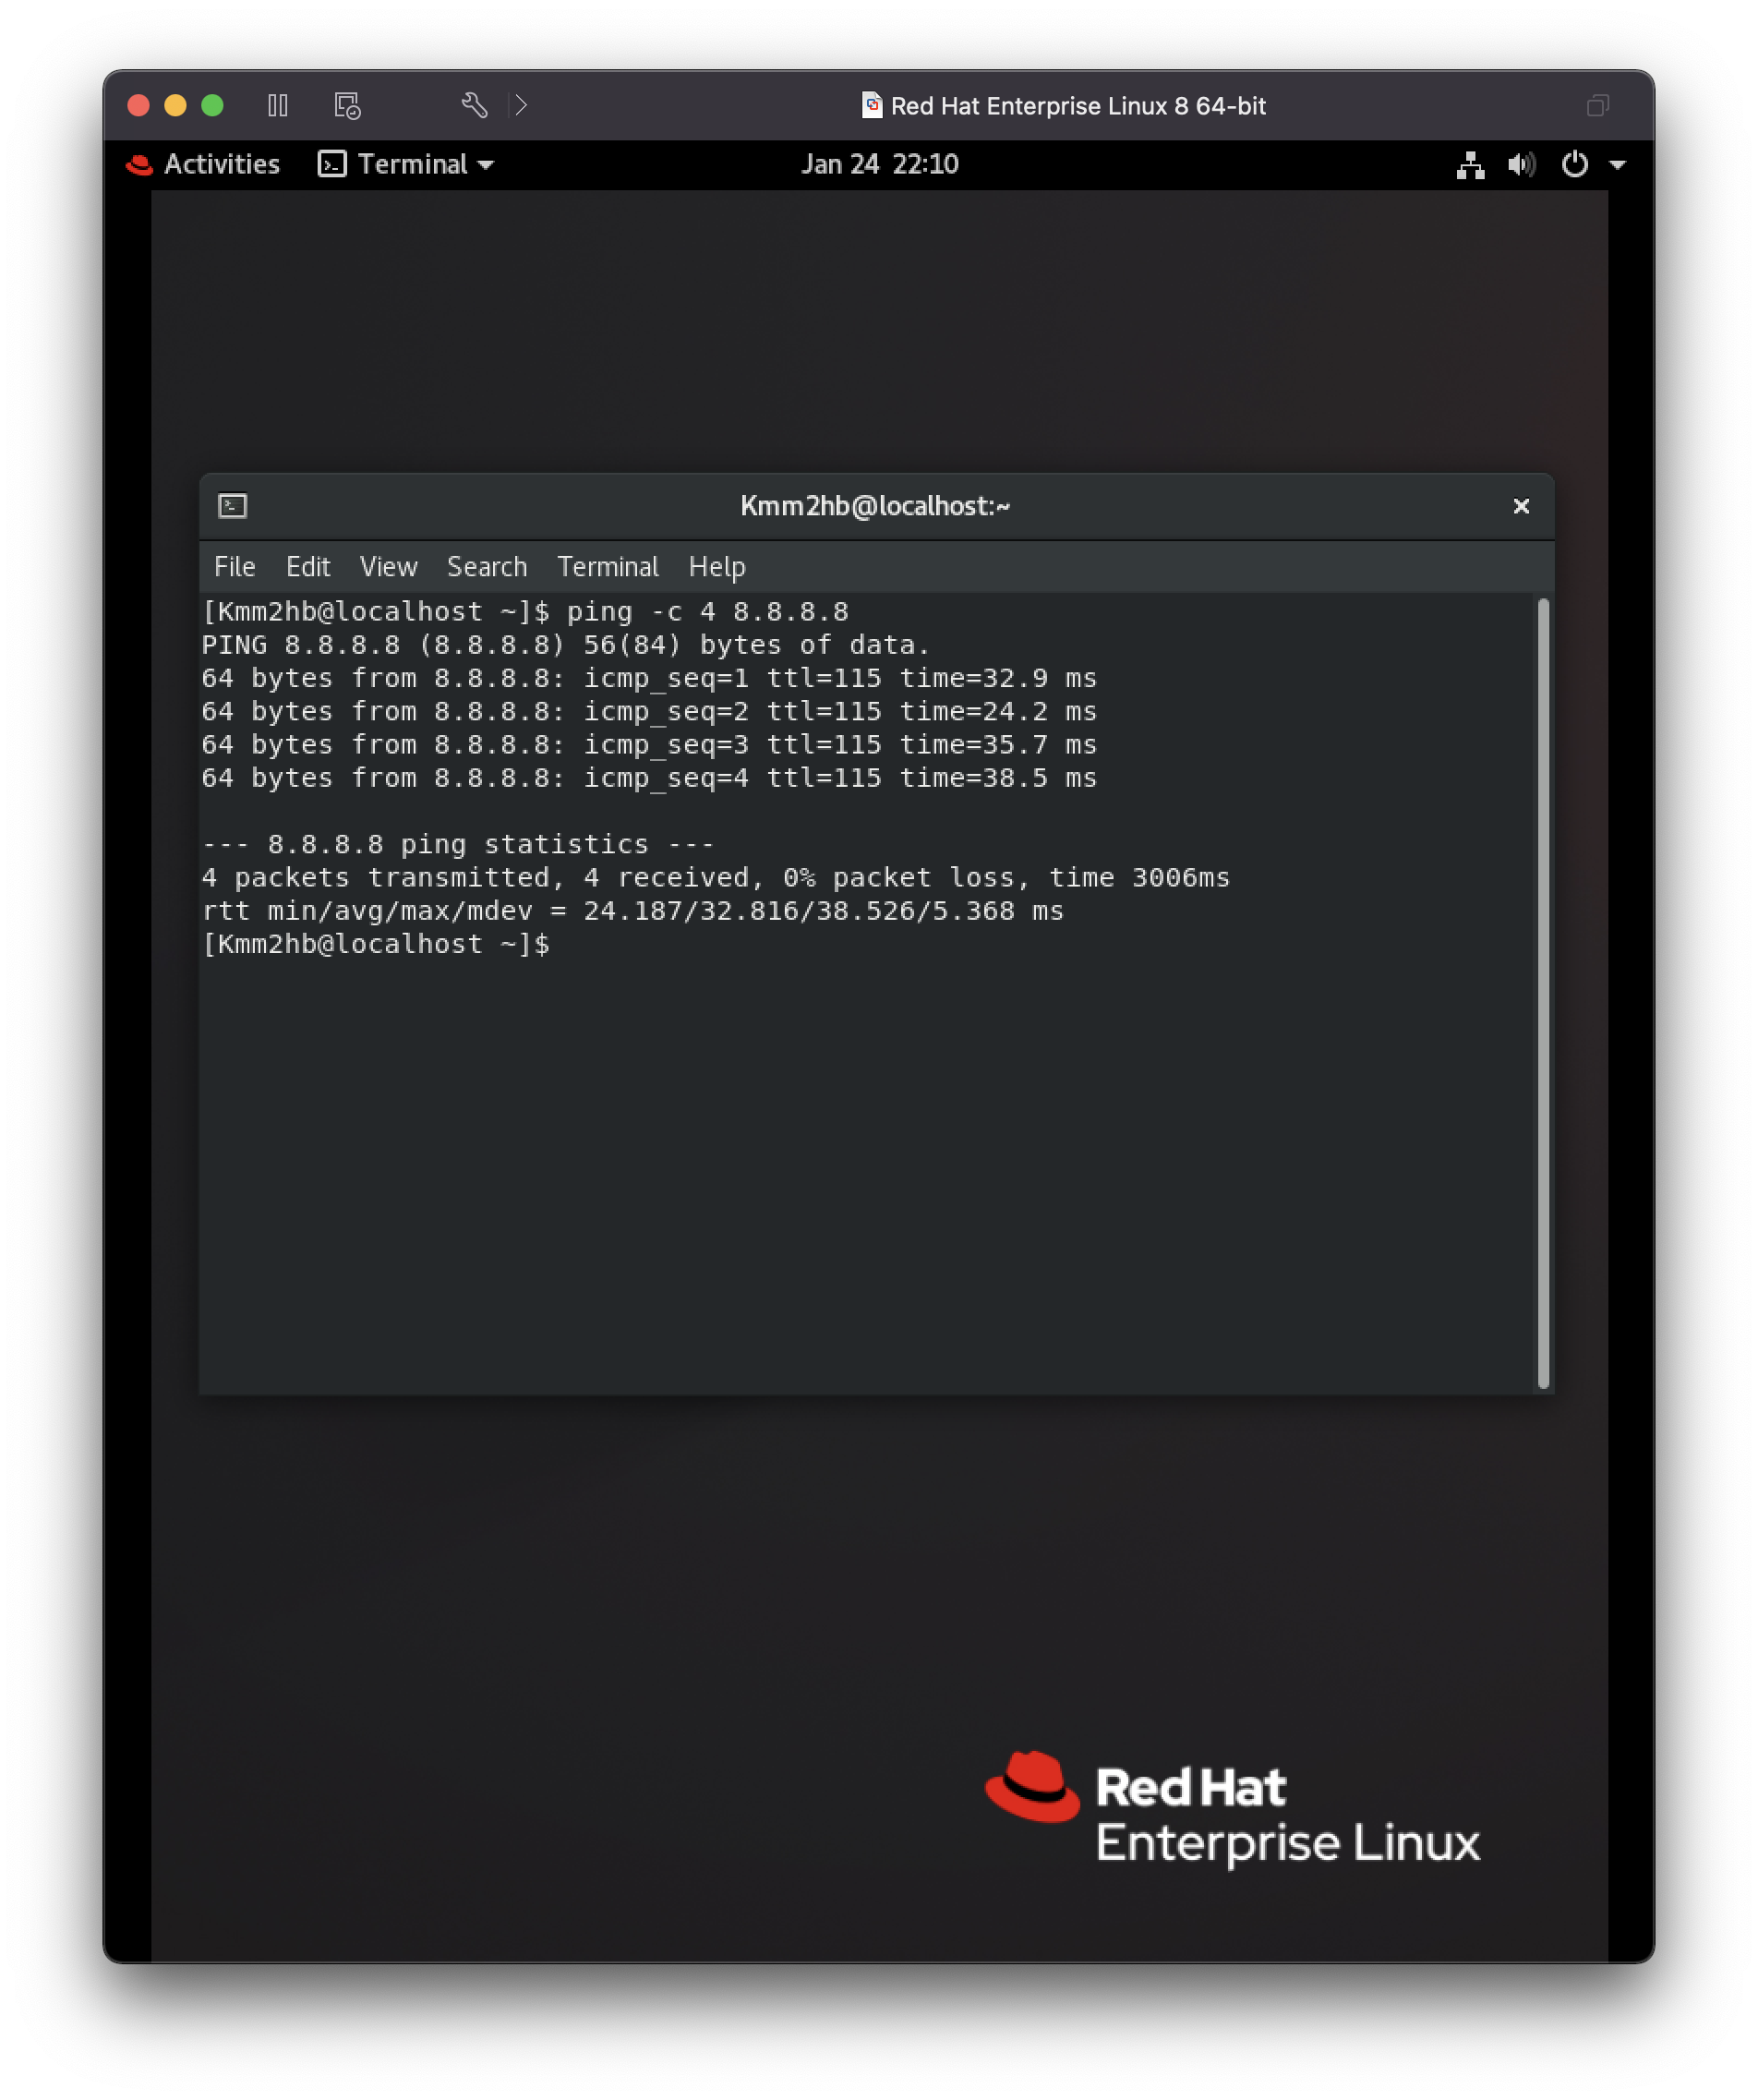 Red Hat Enterprise Linux 8 64-bit
Activities Terminal Jan 24 22:10
Kmm2hb@localhost:~
File Edit View Search Terminal Help
[Kmm2hb@localhost ~]$ ping -c 4 8.8.8.8
PING 8.8.8.8 (8.8.8.8) 56(84) bytes of data.
64 bytes from 8.8.8.8: icmp_seq=1 ttl=115 time=32.9 ms
64 bytes from 8.8.8.8: icmp_seq=2 ttl=115 time=24.2 ms
64 bytes from 8.8.8.8: icmp_seq=3 ttl=115 time=35.7 ms
64 bytes from 8.8.8.8: icmp_seq=4 ttl=115 time=38.5 ms
--- 8.8.8.8 ping statistics ---
4 packets transmitted, 4 received, 0% packet loss, time 3006ms
rtt min/avg/max/mdev = 24.187/32.816/38.526/5.368 ms
[Kmm2hb@localhost ~]$
Red Hat
Enterprise Linux